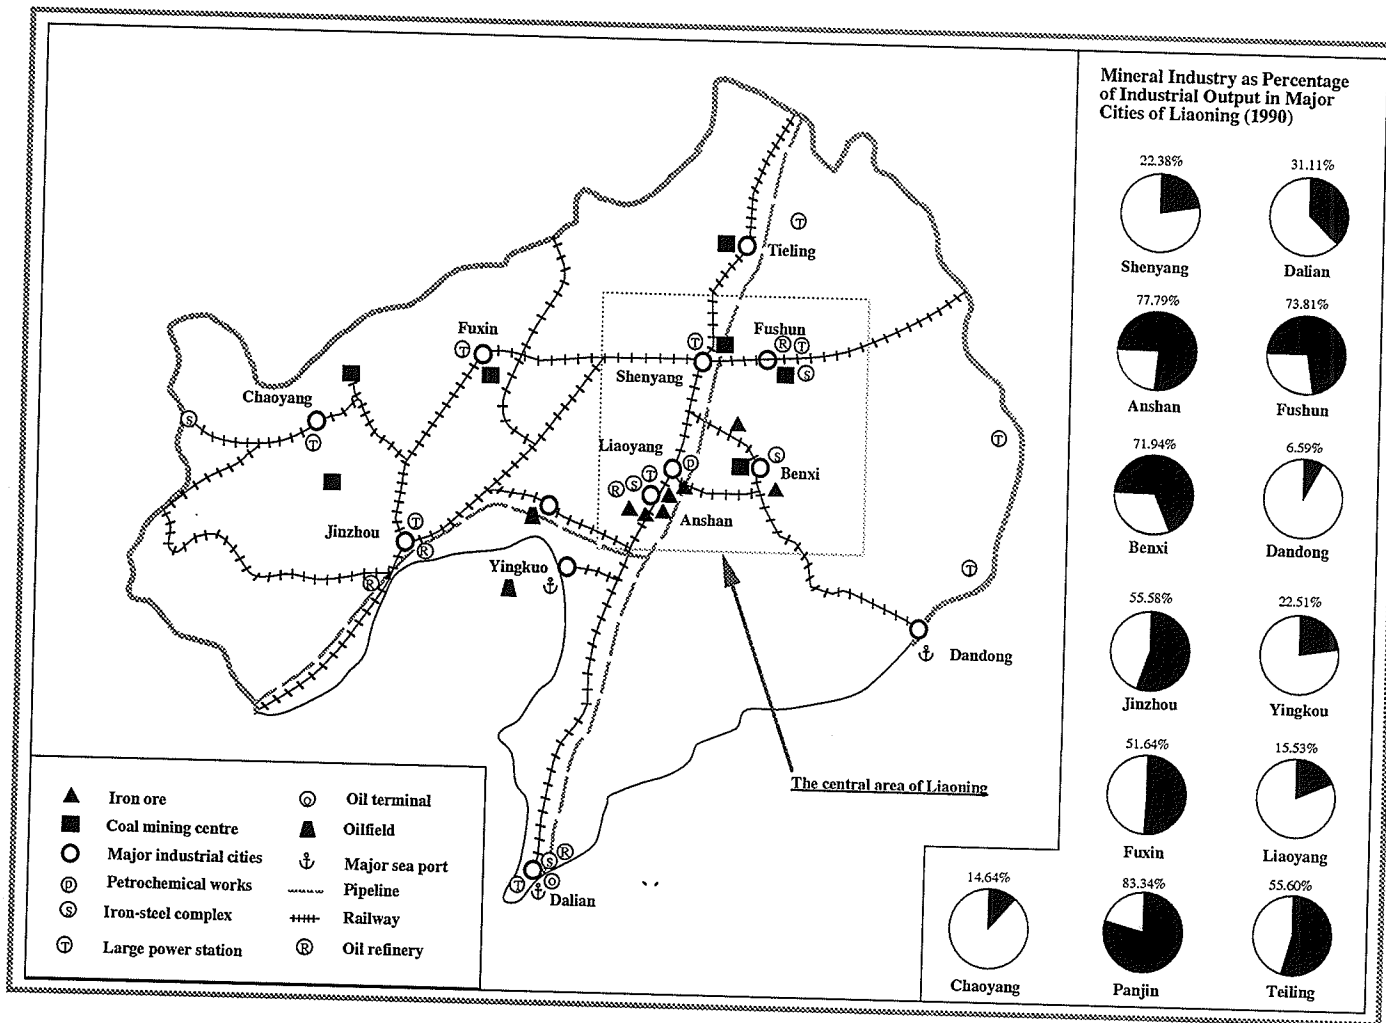 Mineral Industry as Percentage
of Industrial Output in Major
Cities of Liaoning (1990)
22.38%
31.11%
Shenyang
Dalian
77.79%
73.81%
Anshan
Fushun
71.94%
6.59%
Benxi
Dandong
55.58%
22.51%
Jinzhou
Yingkou
51.64%
15.53%
Fuxin
Liaoyang
14.64%
83.34%
55.60%
Chaoyang
Panjin
Teiling
T
Tieling
Fuxin
T
T
Fushun
R T
Shenyang
S
Chaoyang
S
T
T
Liaoyang
P
S
R S T
Benxi
Anshan
Jinzhou
T
R
R
Yingkuo
T
Dandong
The central area of Liaoning
S R
T
O
Dalian
Iron ore
Coal mining centre
Major industrial cities
P Petrochemical works
S Iron-steel complex
T Large power station
O Oil terminal
Oilfield
Major sea port
Pipeline
Railway
R Oil refinery